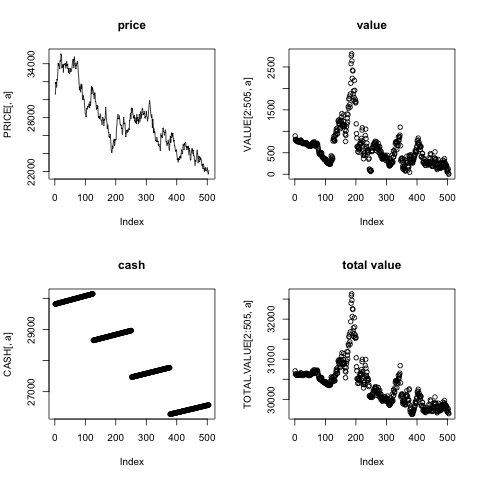 price
PRICE[, a]
22000 28000 34000
0 100 200 300 400 500
Index
value
VALUE[2:505, a]
0 500 1500 2500
0 100 200 300 400 500
Index
cash
CASH[, a]
27000 29000
0 100 200 300 400 500
Index
total value
TOTAL.VALUE[2:505, a]
30000 31000 32000
0 100 200 300 400 500
Index